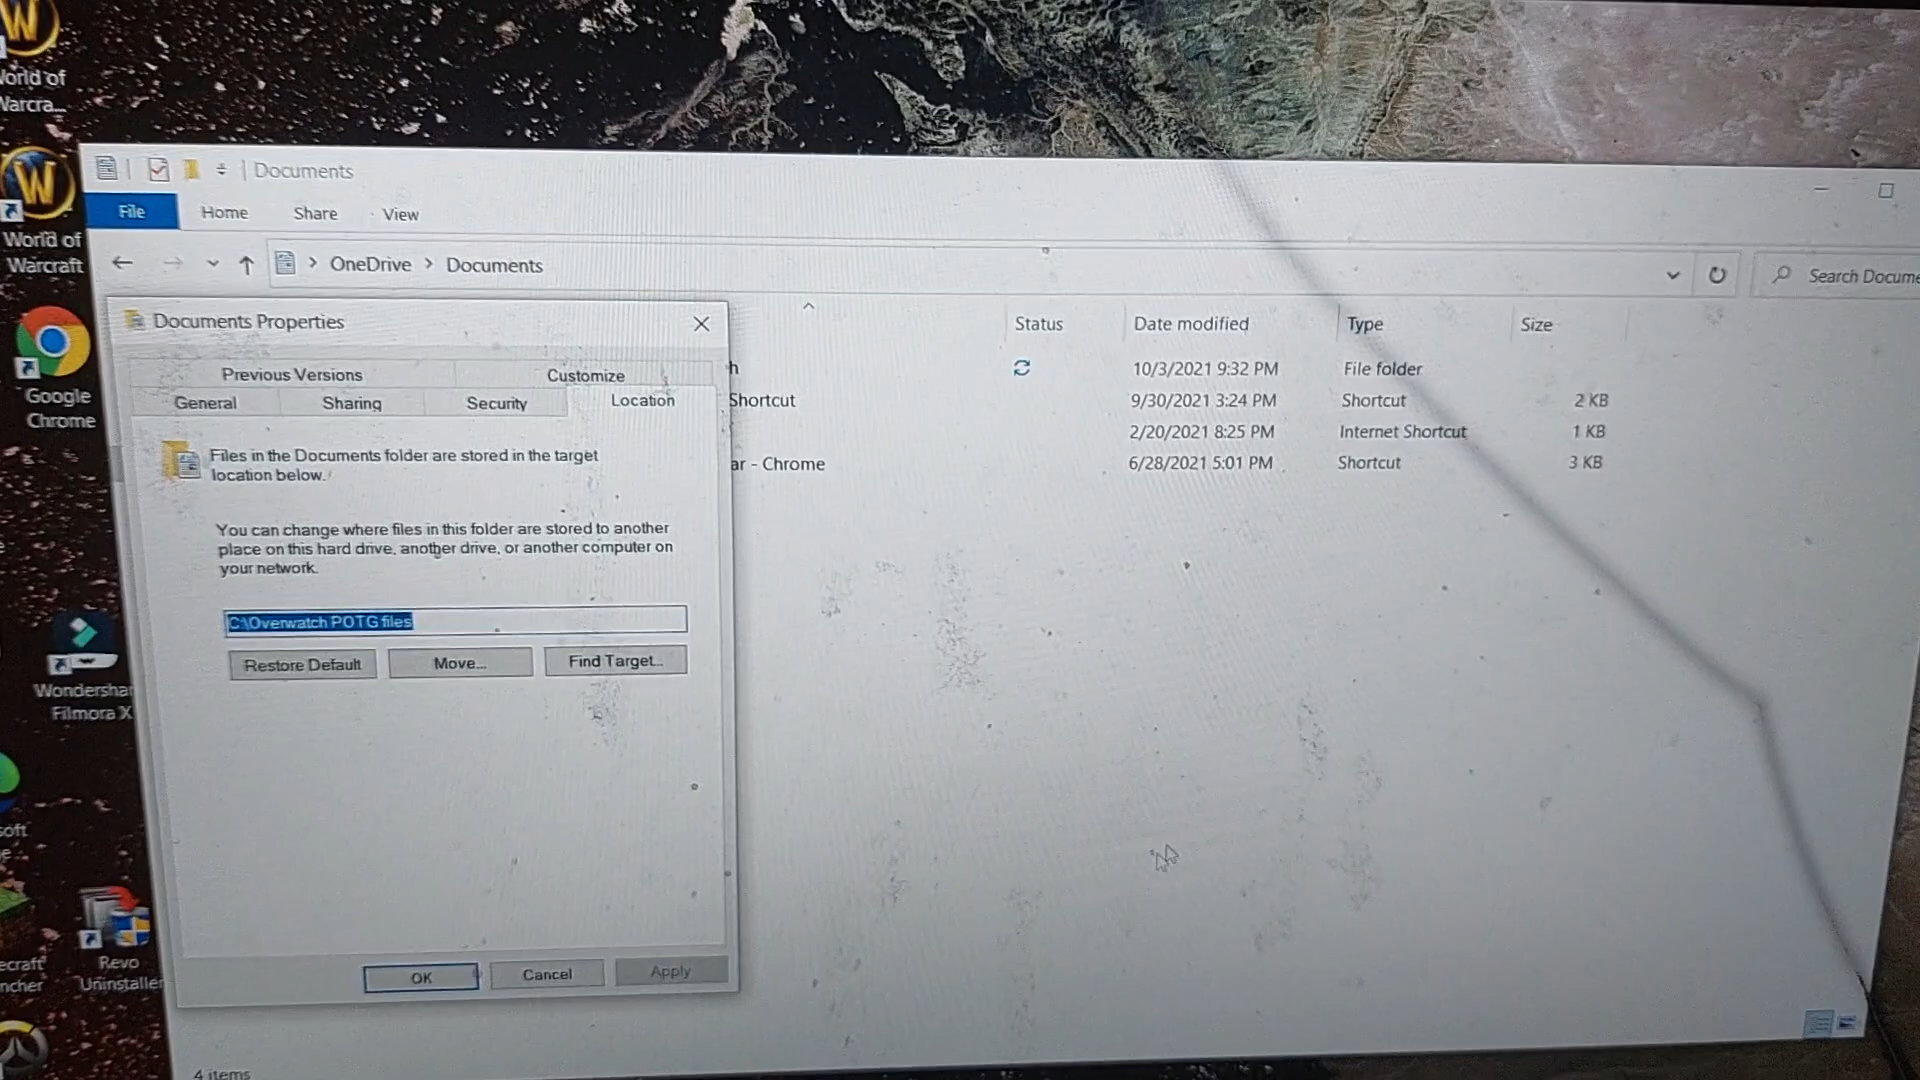 World of
Warcra...
World of
Warcraft
Google
Chrome
Filmora X
Revo
Uninstaller
Documents
File
Home
Share
View
OneDrive
Documents
Search Docume
Documents Properties
Previous Versions
Customize
General
Sharing
Security
Location
Files in the Documents folder are stored in the target
location below.
You can change where files in this folder are stored to another
place on this hard drive, another drive, or another computer on
your network.
C:\Overwatch POTG files
Restore Default
Move...
Find Target...
OK
Cancel
Apply
Status
Date modified
Type
Size
h
10/3/2021 9:32 PM
File folder
Shortcut
9/30/2021 3:24 PM
Shortcut
2 KB
2/20/2021 8:25 PM
Internet Shortcut
1 KB
ar - Chrome
6/28/2021 5:01 PM
Shortcut
3 KB
4 items